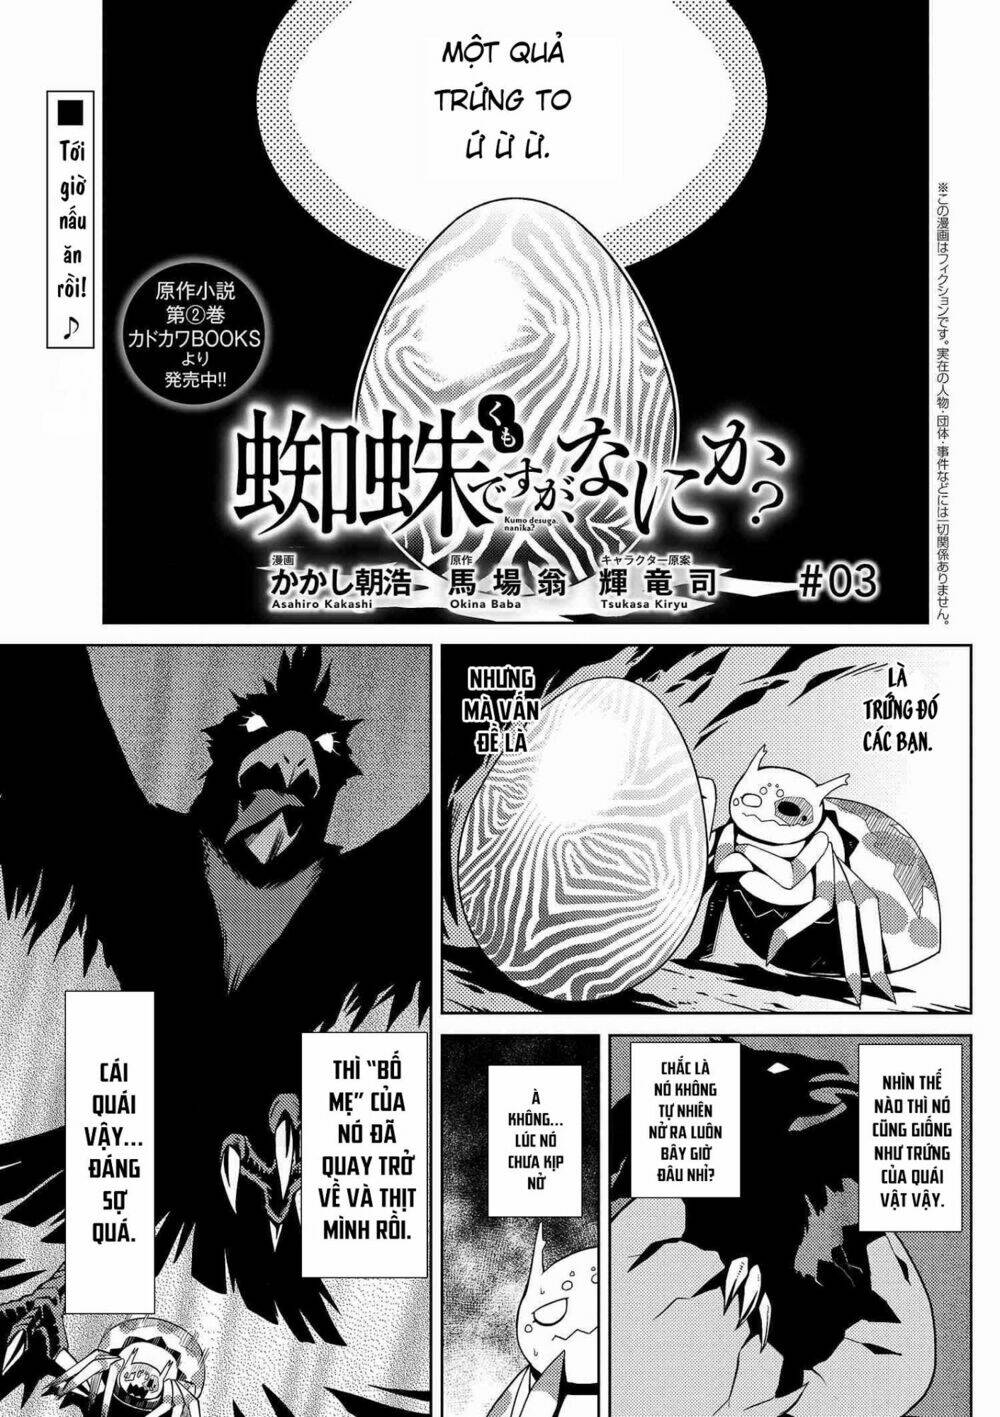 MỘT QUẢ
TRỨNG TO
Ứ Ừ Ừ.
■ Tới
giờ
nấu
ăn
rồi!
♪
原作小説
第②巻
カドカワBOOKS
より
発売中!!
※この漫画はフィクションです。実在の人物・団体・事件などには一切関係ありません。
蜘蛛ですが、なにか?
くも
Kumo desuga,
nanika?
漫画
かかし朝浩
Asahiro Kakashi
原作
馬場翁
Okina Baba
キャラクター原案
輝竜司
Tsukasa Kiryu
#03
LÀ
TRỨNG ĐÓ
CÁC BẠN.
NHƯNG
MÀ VẤN
ĐỀ LÀ
NHÌN THẾ
NÀO THÌ NÓ
CŨNG GIỐNG
NHƯ TRỨNG
CỦA QUÁI
VẬT VẬY.
CHẮC LÀ
NÓ KHÔNG
TỰ NHIÊN
NỞ RA LUÔN
BÂY GIỜ
ĐÂU NHỈ?
À
KHÔNG...
LÚC NÓ
CHƯA KỊP
NỞ
THÌ “BỐ
MẸ” CỦA
NÓ ĐÃ
QUAY TRỞ
VỀ VÀ THỊT
MÌNH RỒI.
CÁI
QUÁI
VẬY...
ĐÁNG
SỢ
QUÁ.